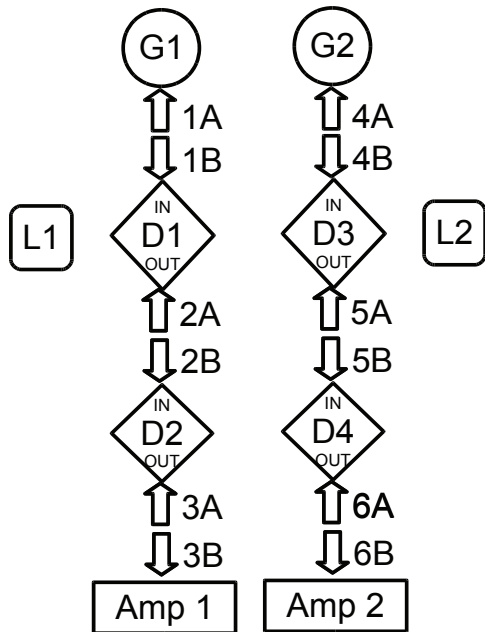 G1 G2
1A 4A
1B 4B
IN IN
L1 D1 D3 L2
OUT OUT
2A 5A
2B 5B
IN IN
D2 D4
OUT OUT
3A 6A
3B 6B
Amp 1 Amp 2